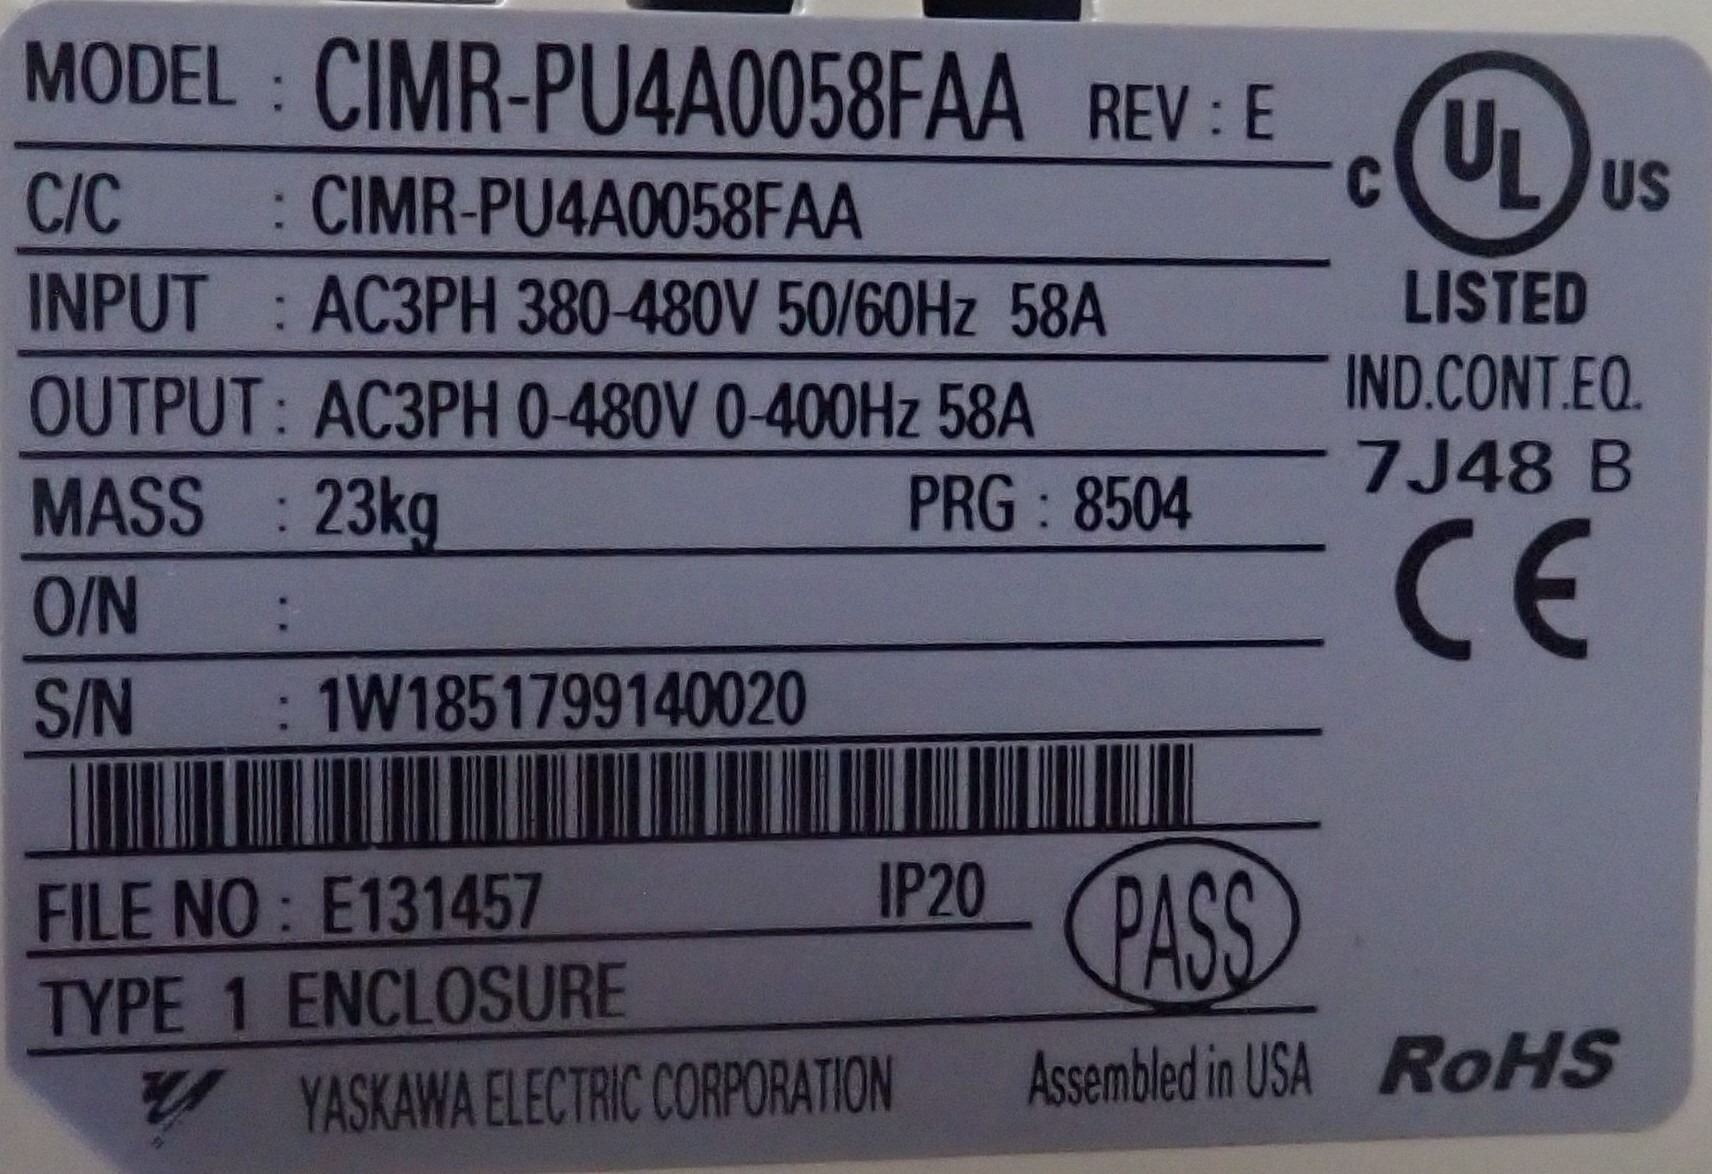 MODEL : CIMR-PU4A0058FAA REV : E
C/C : CIMR-PU4A0058FAA
INPUT : AC3PH 380-480V 50/60Hz 58A
OUTPUT : AC3PH 0-480V 0-400Hz 58A
MASS : 23kg PRG : 8504
O/N :
S/N : 1W1851799140020
FILE NO : E131457 IP20
PASS
TYPE 1 ENCLOSURE
YASKAWA ELECTRIC CORPORATION Assembled in USA
C UL US
LISTED
IND.CONT.EQ.
7J48 B
CE
RoHS